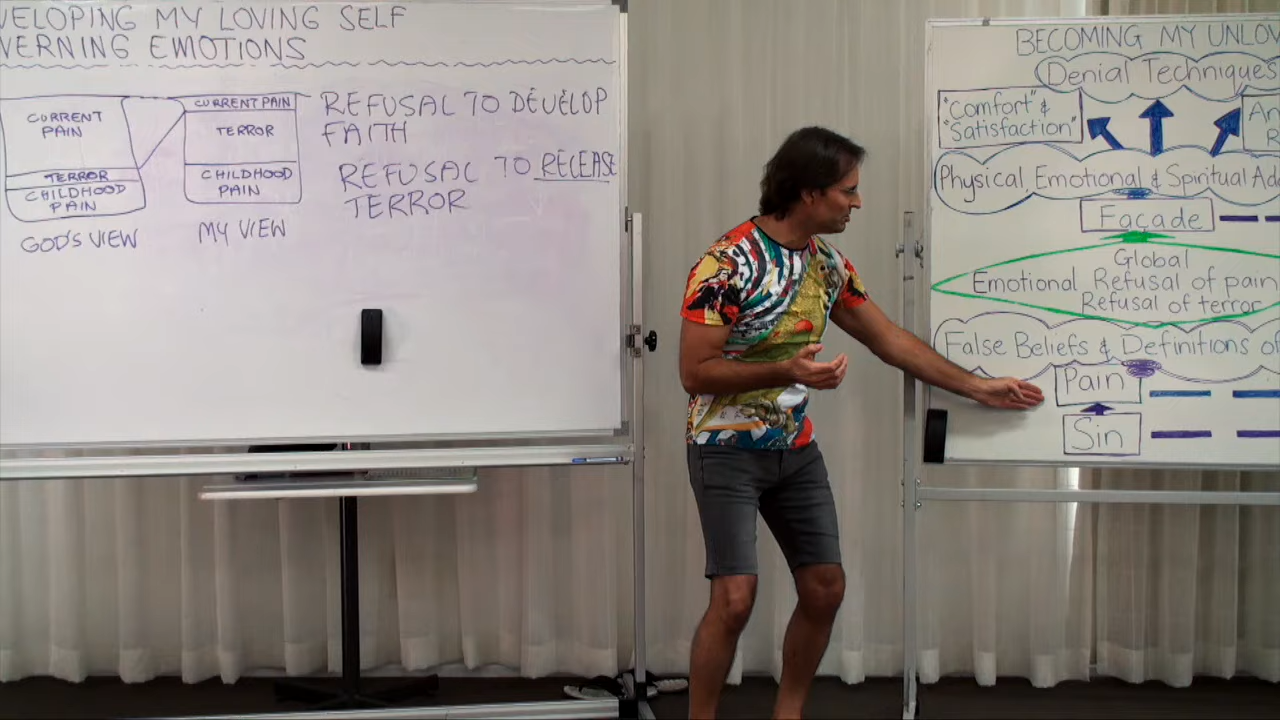 VELOPING MY LOVING SELF
VERNING EMOTIONS
CURRENT
PAIN
TERROR
CHILDHOOD
PAIN
GOD'S VIEW
CURRENT PAIN
TERROR
CHILDHOOD
PAIN
MY VIEW
REFUSAL TO DEVELOP
FAITH
REFUSAL TO RELEASE
TERROR
BECOMING MY UNLOV
Denial Techniques
"Comfort" &
"Satisfaction"
An
R
Physical Emotional & Spiritual Ad
Façade
Global
Emotional Refusal of pain
Refusal of terror
False Beliefs & Definitions of
Pain
Sin